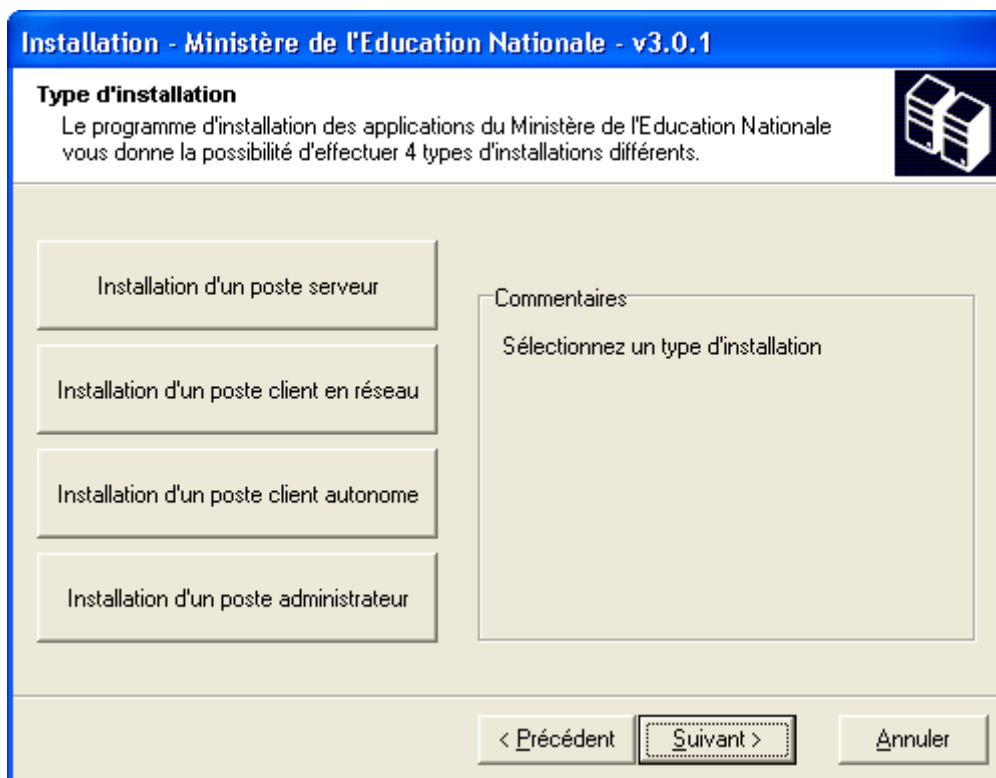 Installation - Ministère de l'Education Nationale - v3.0.1
Type d'installation
Le programme d'installation des applications du Ministère de l'Education Nationale
vous donne la possibilité d'effectuer 4 types d'installations différents.
Installation d'un poste serveur
Installation d'un poste client en réseau
Installation d'un poste client autonome
Installation d'un poste administrateur
Commentaires
Sélectionnez un type d'installation
< Précédent
Suivant >
Annuler